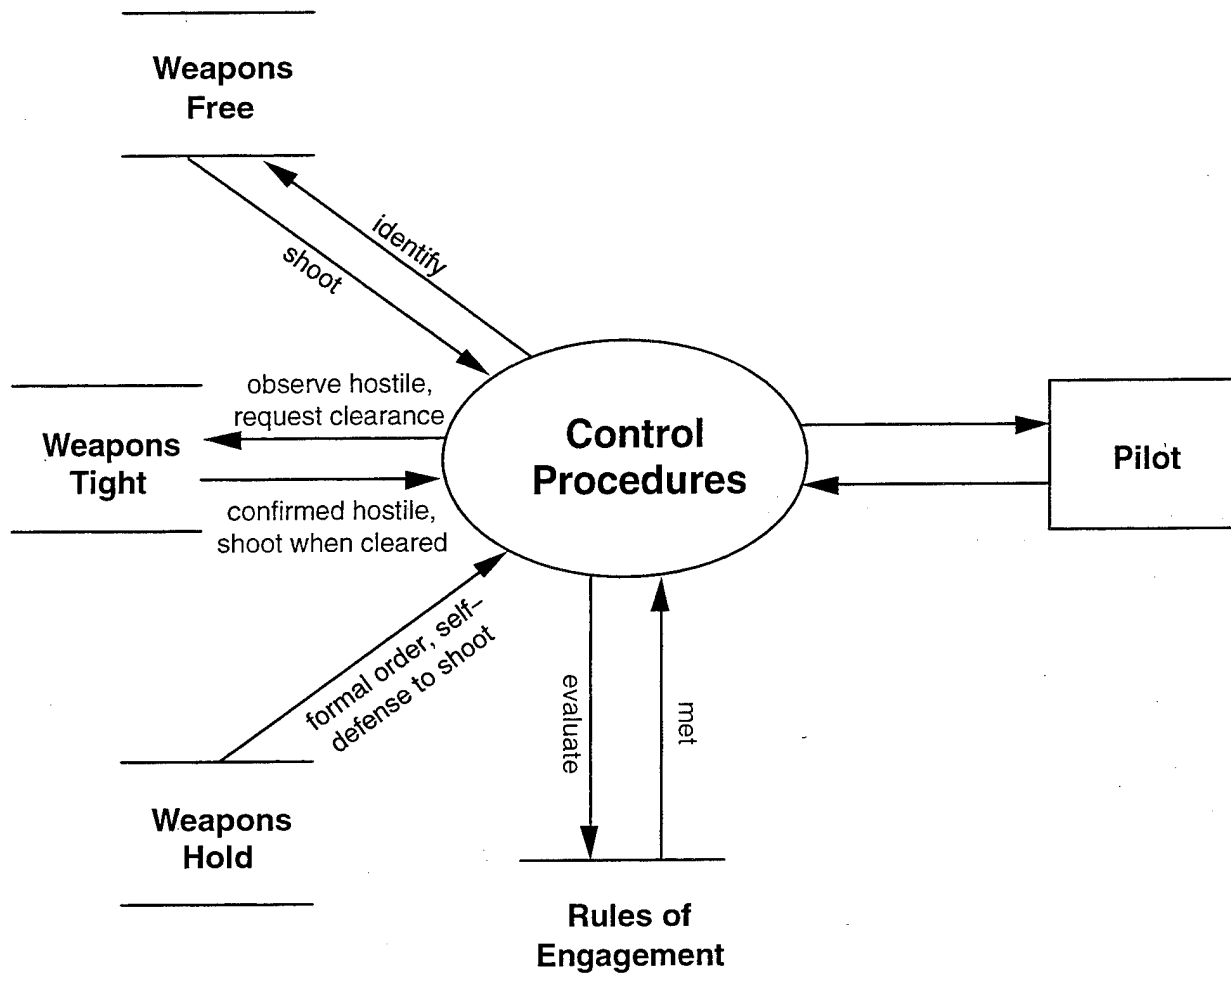 Weapons
Free
identify
shoot
observe hostile,
request clearance
Weapons
Tight
confirmed hostile,
shoot when cleared
Control
Procedures
Pilot
formal order, self–
defense to shoot
evaluate
met
Weapons
Hold
Rules of
Engagement